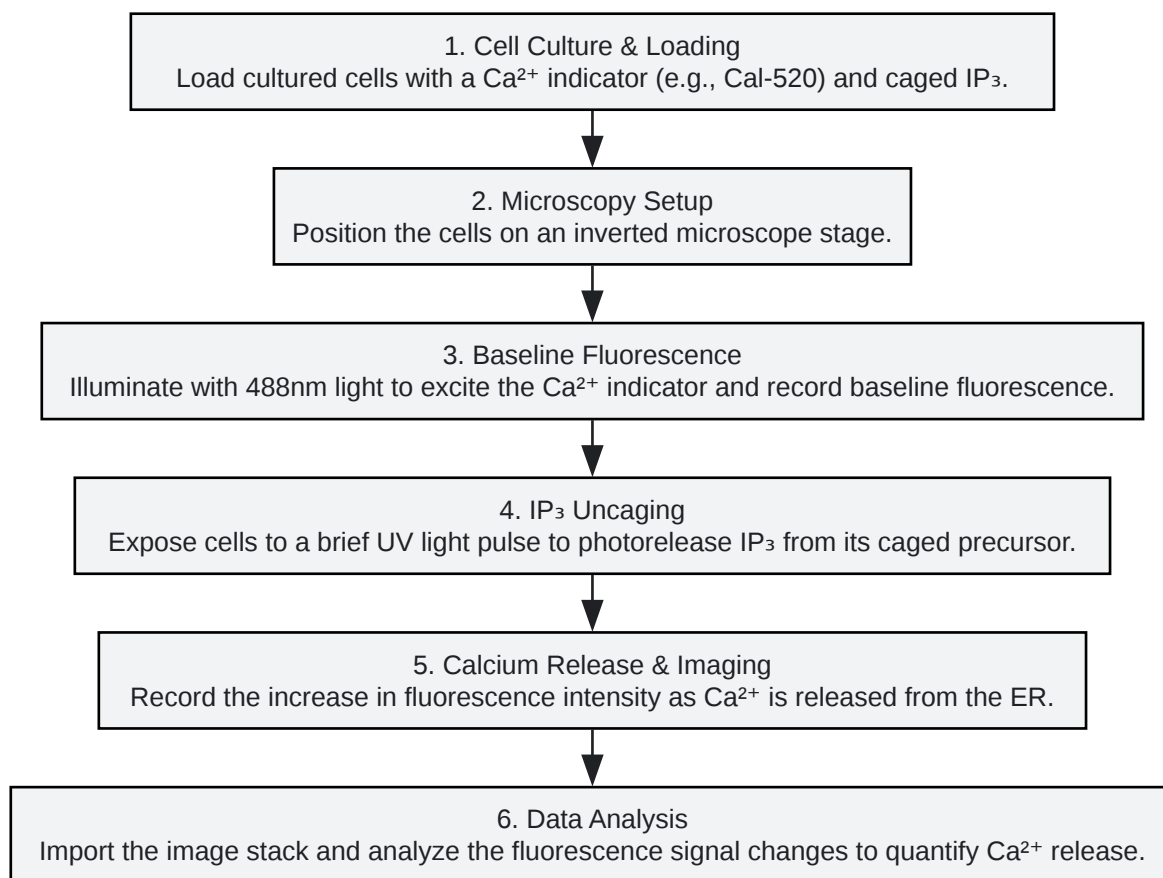 1. Cell Culture & Loading
Load cultured cells with a Ca²⁺ indicator (e.g., Cal-520) and caged IP₃.
2. Microscopy Setup
Position the cells on an inverted microscope stage.
3. Baseline Fluorescence
Illuminate with 488nm light to excite the Ca²⁺ indicator and record baseline fluorescence.
4. IP₃ Uncaging
Expose cells to a brief UV light pulse to photorelease IP₃ from its caged precursor.
5. Calcium Release & Imaging
Record the increase in fluorescence intensity as Ca²⁺ is released from the ER.
6. Data Analysis
Import the image stack and analyze the fluorescence signal changes to quantify Ca²⁺ release.